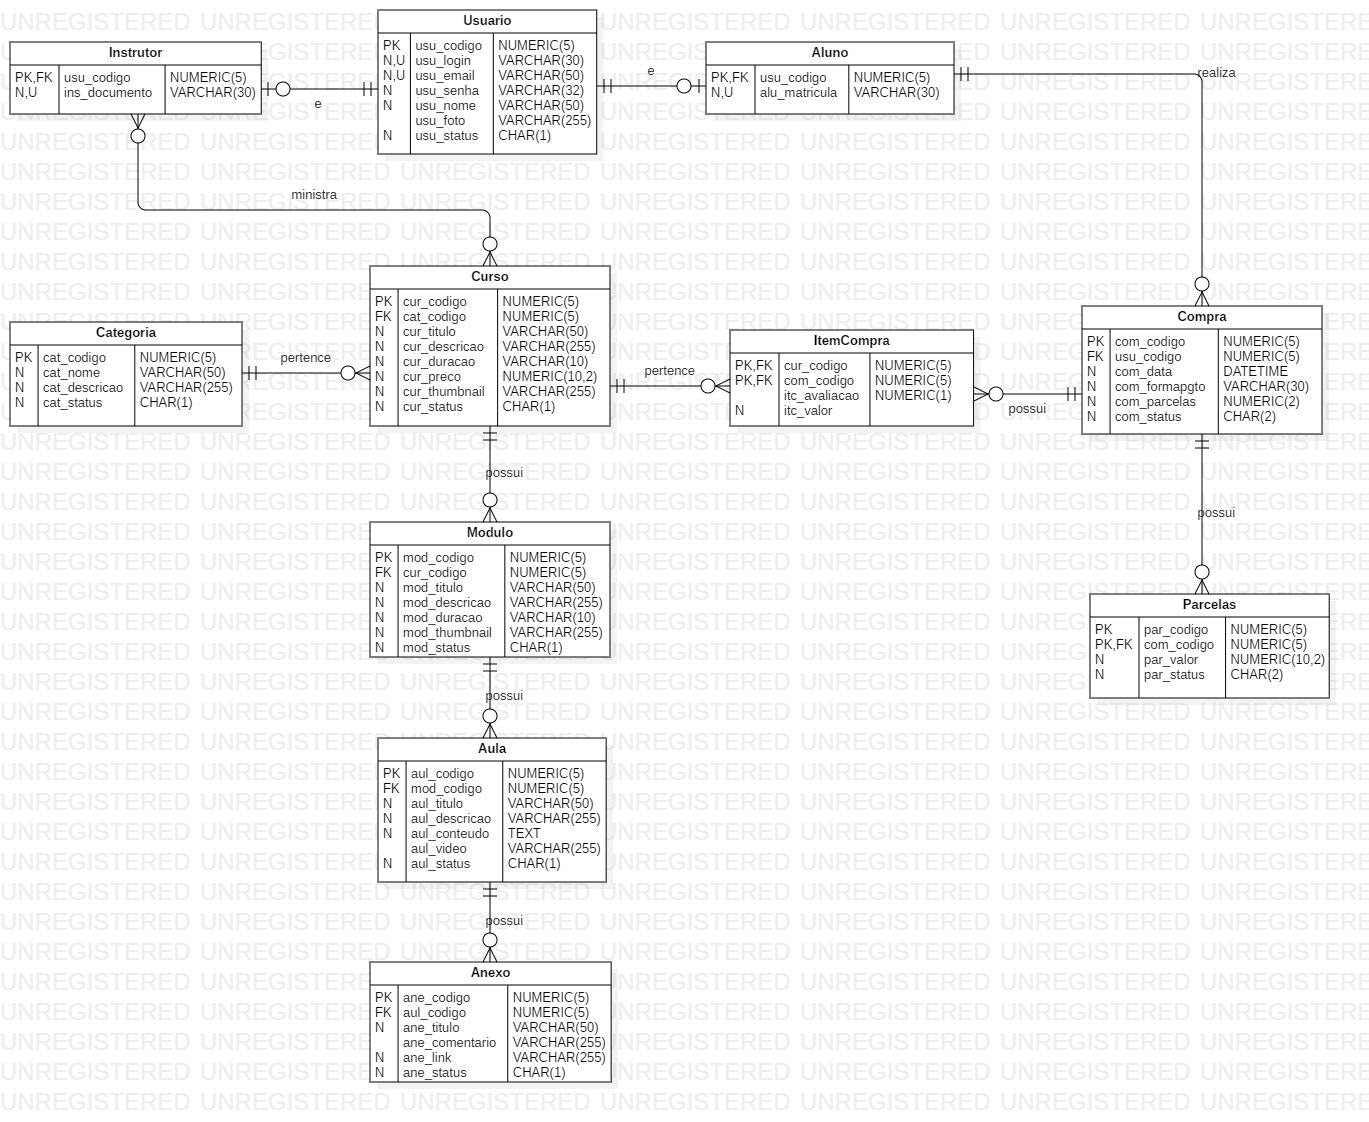 Usuario
PK usu_codigo NUMERIC(5)
N,U usu_login VARCHAR(30)
N,U usu_email VARCHAR(50)
N usu_senha VARCHAR(32)
N usu_nome VARCHAR(50)
usu_foto VARCHAR(255)
N usu_status CHAR(1)
Instrutor
PK,FK usu_codigo NUMERIC(5)
N,U ins_documento VARCHAR(30)
e
Aluno
PK,FK usu_codigo NUMERIC(5)
N,U alu_matricula VARCHAR(30)
e
realiza
ministra
Curso
PK cur_codigo NUMERIC(5)
FK cat_codigo NUMERIC(5)
N cur_titulo VARCHAR(50)
N cur_descricao VARCHAR(255)
N cur_duracao VARCHAR(10)
N cur_preco NUMERIC(10,2)
N cur_thumbnail VARCHAR(255)
N cur_status CHAR(1)
Categoria
PK cat_codigo NUMERIC(5)
N cat_nome VARCHAR(50)
N cat_descricao VARCHAR(255)
N cat_status CHAR(1)
pertence
pertence
ItemCompra
PK,FK cur_codigo NUMERIC(5)
PK,FK com_codigo NUMERIC(5)
itc_avaliacao NUMERIC(1)
N itc_valor
possui
Compra
PK com_codigo NUMERIC(5)
FK usu_codigo NUMERIC(5)
N com_data DATETIME
N com_formapgto VARCHAR(30)
N com_parcelas NUMERIC(2)
N com_status CHAR(2)
possui
possui
Modulo
PK mod_codigo NUMERIC(5)
FK cur_codigo NUMERIC(5)
N mod_titulo VARCHAR(50)
N mod_descricao VARCHAR(255)
N mod_duracao VARCHAR(10)
N mod_thumbnail VARCHAR(255)
N mod_status CHAR(1)
Parcelas
PK par_codigo NUMERIC(5)
PK,FK com_codigo NUMERIC(5)
N par_valor NUMERIC(10,2)
N par_status CHAR(2)
possui
Aula
PK aul_codigo NUMERIC(5)
FK mod_codigo NUMERIC(5)
N aul_titulo VARCHAR(50)
N aul_descricao VARCHAR(255)
N aul_conteudo TEXT
aul_video VARCHAR(255)
N aul_status CHAR(1)
possui
Anexo
PK ane_codigo NUMERIC(5)
FK aul_codigo NUMERIC(5)
N ane_titulo VARCHAR(50)
ane_comentario VARCHAR(255)
N ane_link VARCHAR(255)
N ane_status CHAR(1)
UNREGISTERED